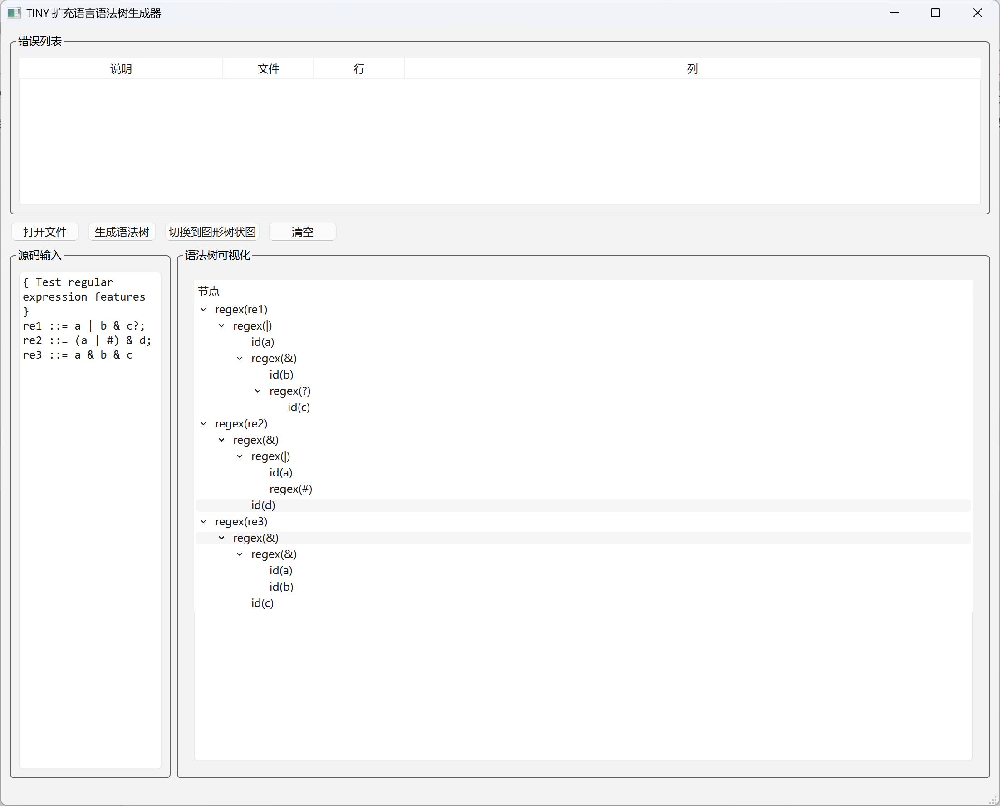 TINY 扩充语言语法树生成器
错误列表
说明 文件 行 列
打开文件 生成语法树 切换到图形树状图 清空
源码输入
{ Test regular
expression features
}
re1 ::= a | b & c?;
re2 ::= (a | #) & d;
re3 ::= a & b & c
语法树可视化
节点
regex(re1)
regex(|)
id(a)
regex(&)
id(b)
regex(?)
id(c)
regex(re2)
regex(&)
regex(|)
id(a)
regex(#)
id(d)
regex(re3)
regex(&)
regex(&)
id(a)
id(b)
id(c)